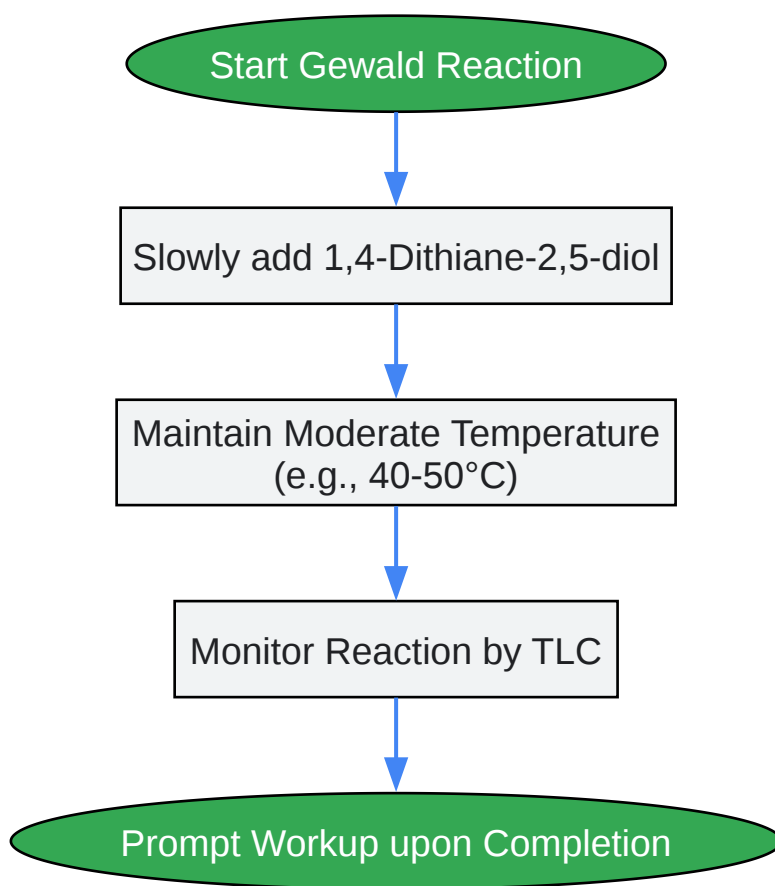 Start Gewald Reaction
Slowly add 1,4-Dithiane-2,5-diol
Maintain Moderate Temperature
(e.g., 40-50°C)
Monitor Reaction by TLC
Prompt Workup upon Completion